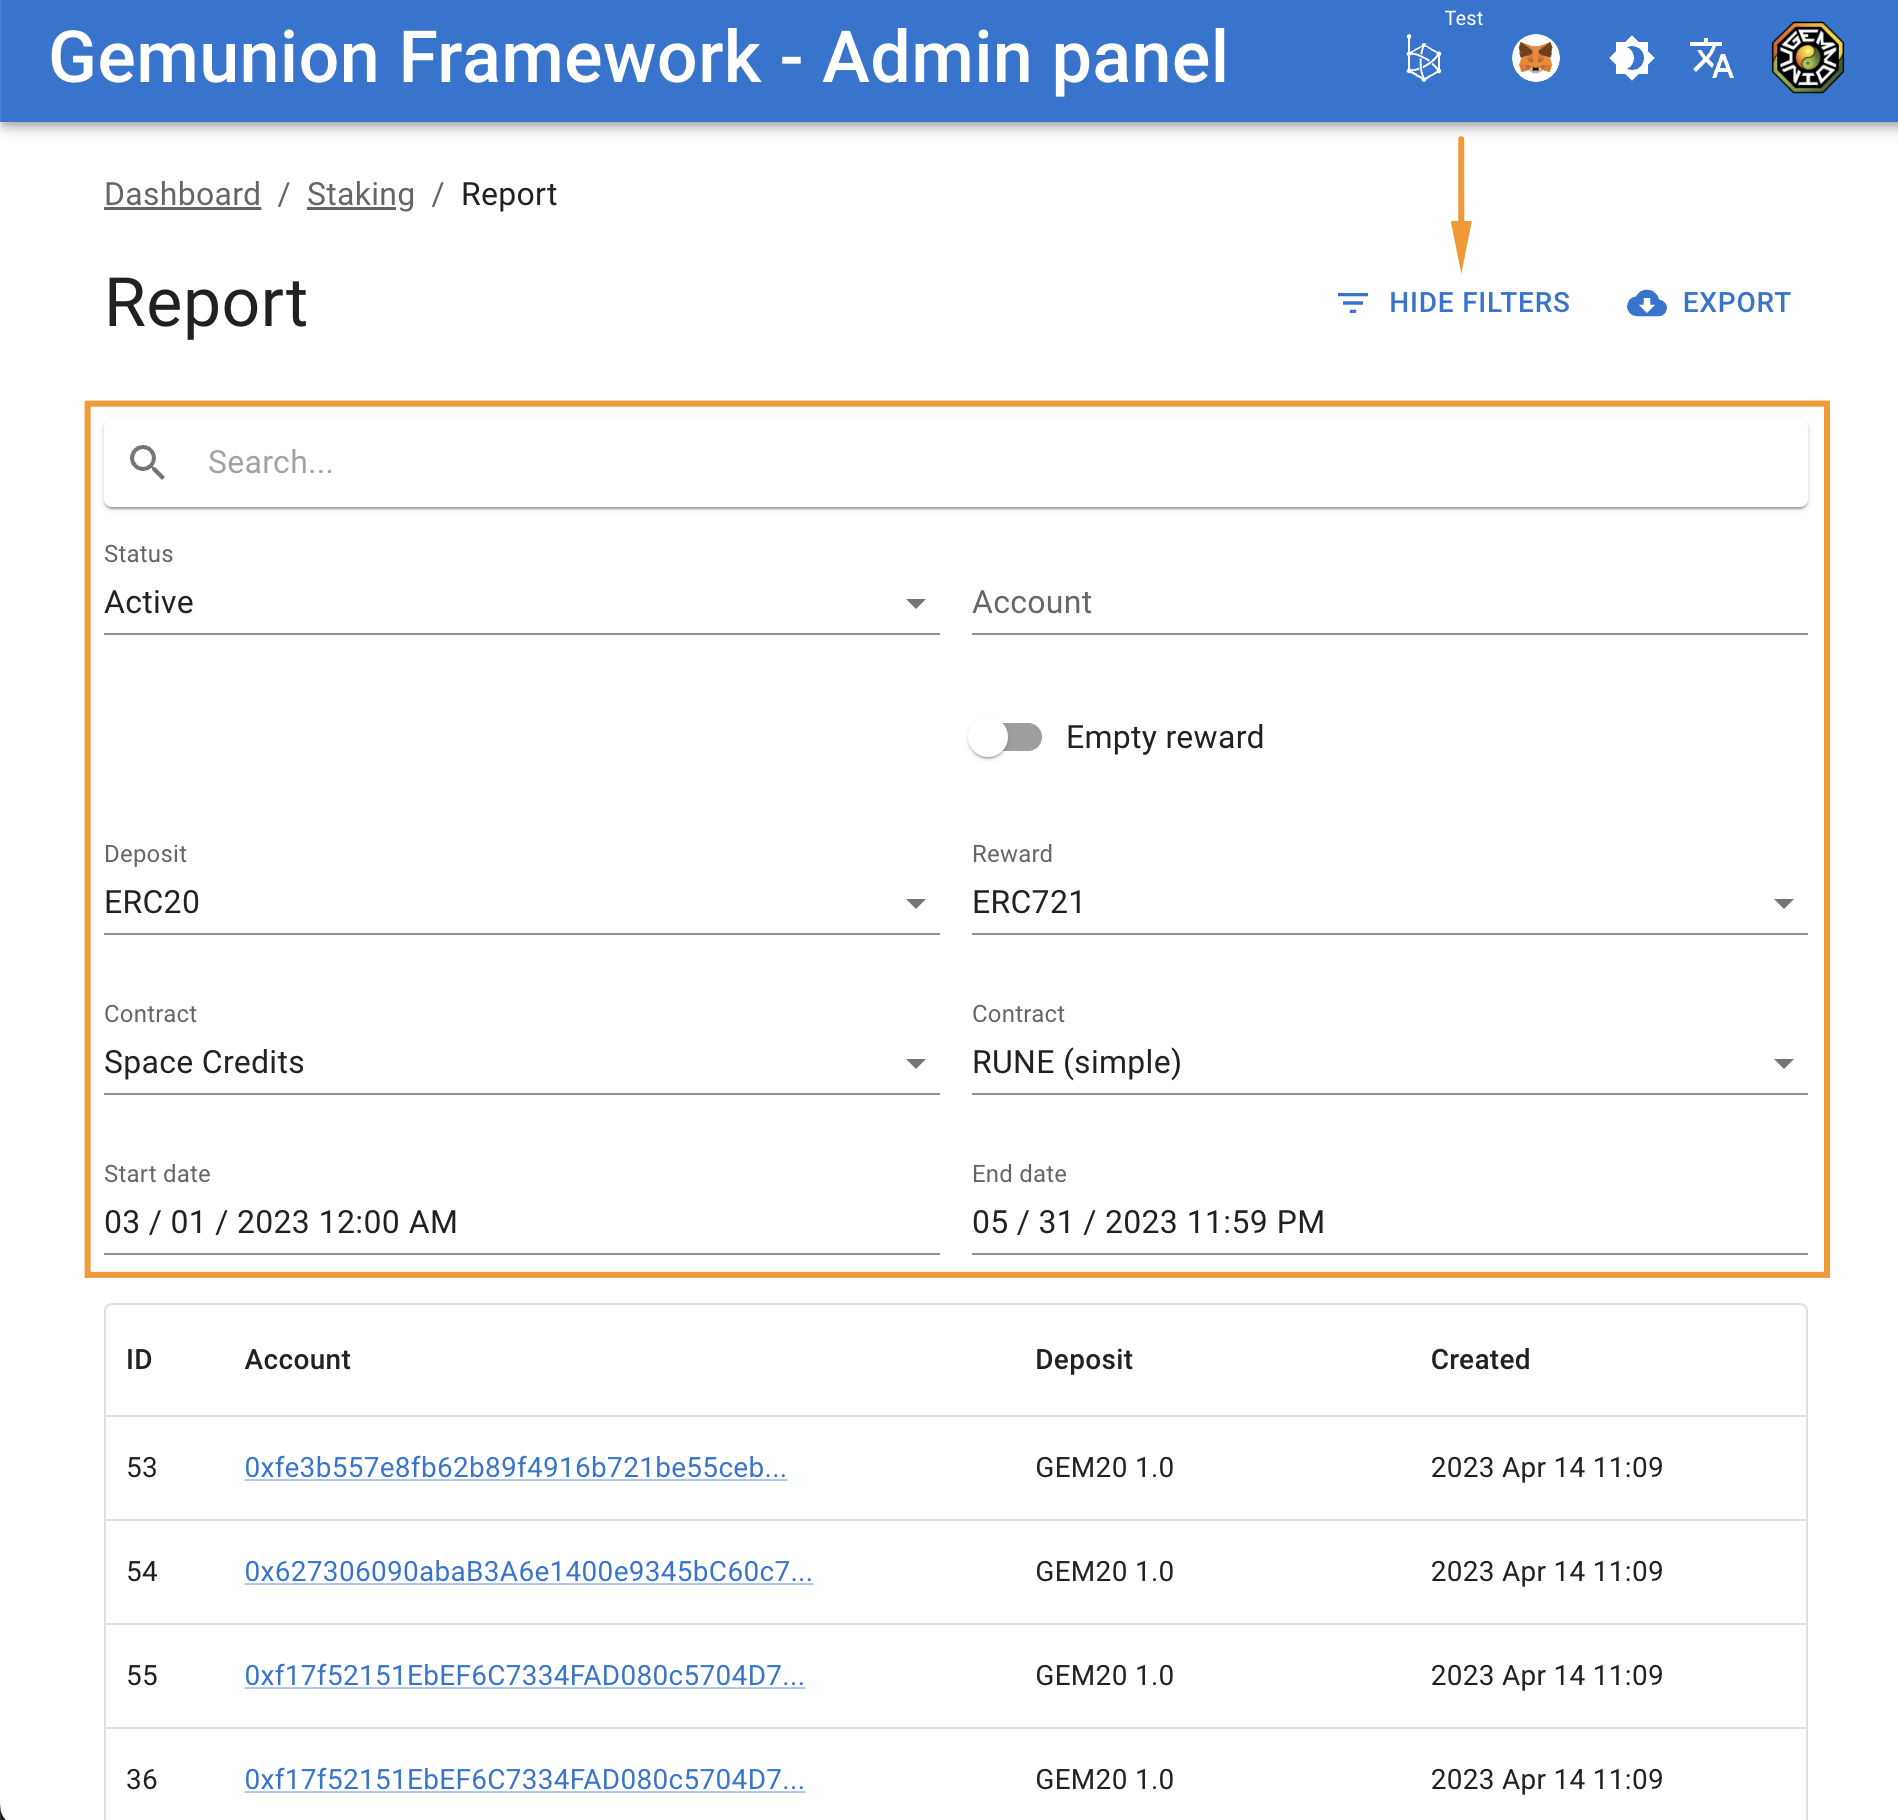 Gemunion Framework - Admin panel
Test
GEMUNION
Dashboard / Staking / Report
Report
HIDE FILTERS
EXPORT
Search...
Status
Active
Account
Empty reward
Deposit
ERC20
Reward
ERC721
Contract
Space Credits
Contract
RUNE (simple)
Start date
03 / 01 / 2023 12:00 AM
End date
05 / 31 / 2023 11:59 PM
ID Account Deposit Created
53 0xfe3b557e8fb62b89f4916b721be55ceb... GEM20 1.0 2023 Apr 14 11:09
54 0x627306090abaB3A6e1400e9345bC60c7... GEM20 1.0 2023 Apr 14 11:09
55 0xf17f52151EbEF6C7334FAD080c5704D7... GEM20 1.0 2023 Apr 14 11:09
36 0xf17f52151EbEF6C7334FAD080c5704D7... GEM20 1.0 2023 Apr 14 11:09